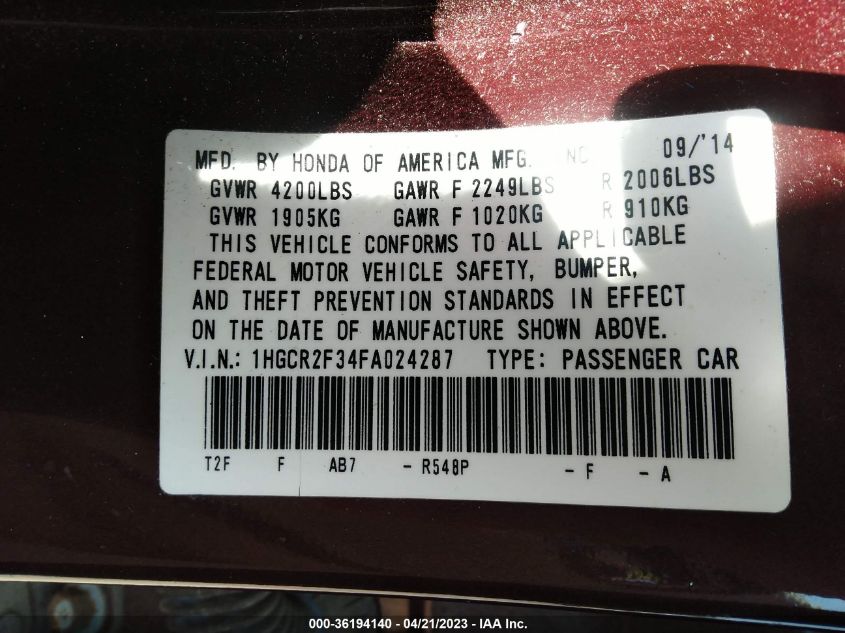 MFD. BY HONDA OF AMERICA MFG. INC. 09/'14
GVWR 4200LBS GAWR F 2249LBS R 2006LBS
GVWR 1905KG GAWR F 1020KG R 910KG
THIS VEHICLE CONFORMS TO ALL APPLICABLE
FEDERAL MOTOR VEHICLE SAFETY, BUMPER,
AND THEFT PREVENTION STANDARDS IN EFFECT
ON THE DATE OF MANUFACTURE SHOWN ABOVE.
V.I.N.: 1HGCR2F34FA024287 TYPE: PASSENGER CAR
T2F F AB7 - R548P - F - A
000-36194140 - 04/21/2023 - IAA Inc.